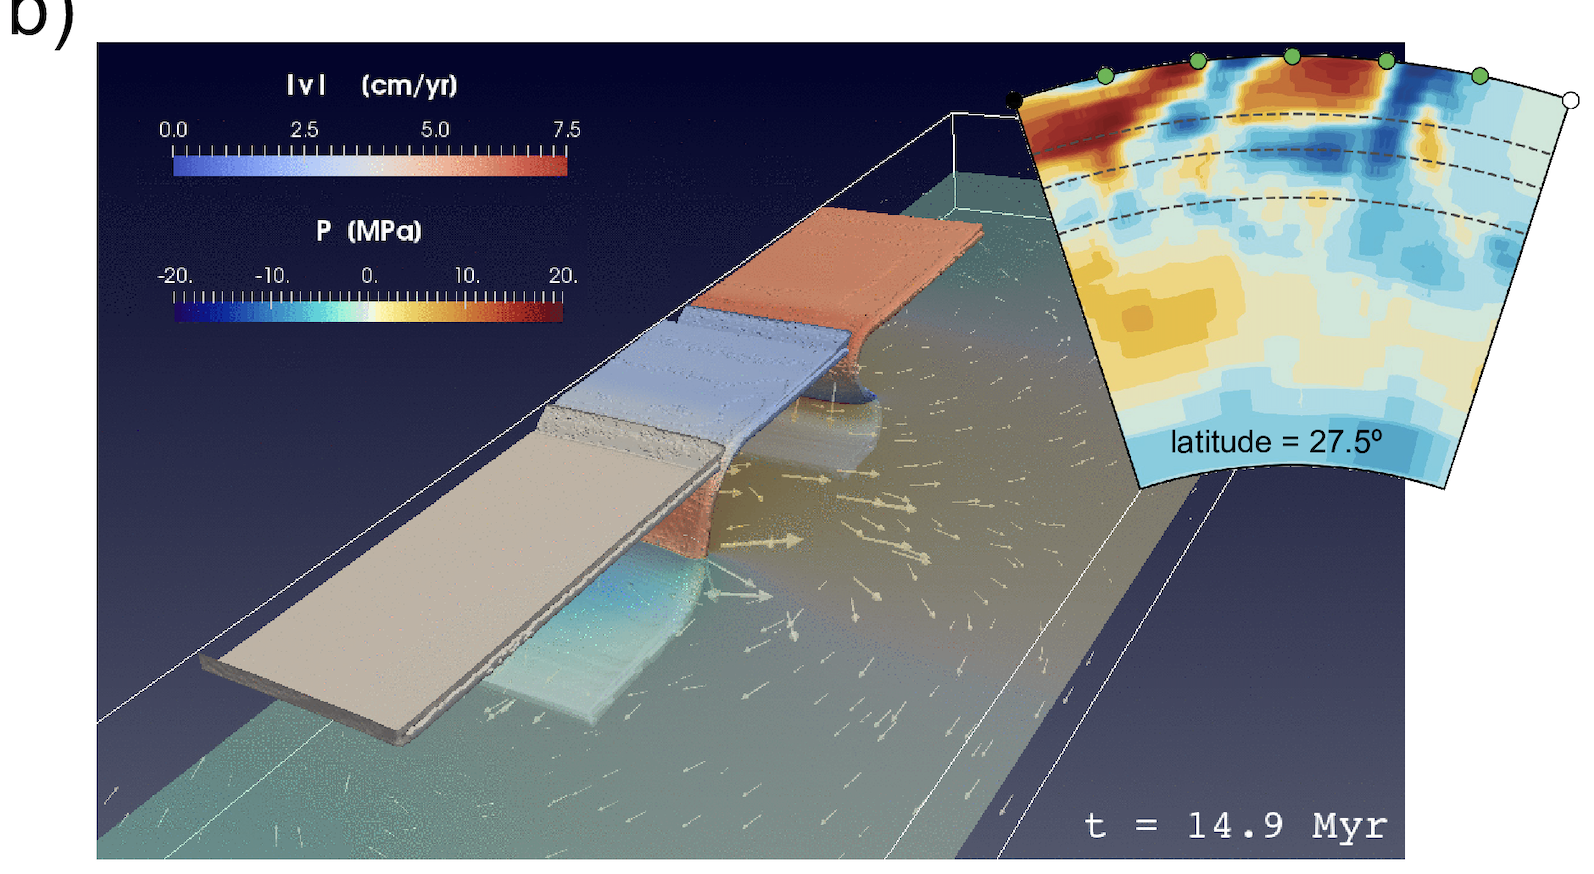 b)
|v| (cm/yr)
0.0 2.5 5.0 7.5
P (MPa)
-20. -10. 0. 10. 20.
latitude = 27.5º
t = 14.9 Myr